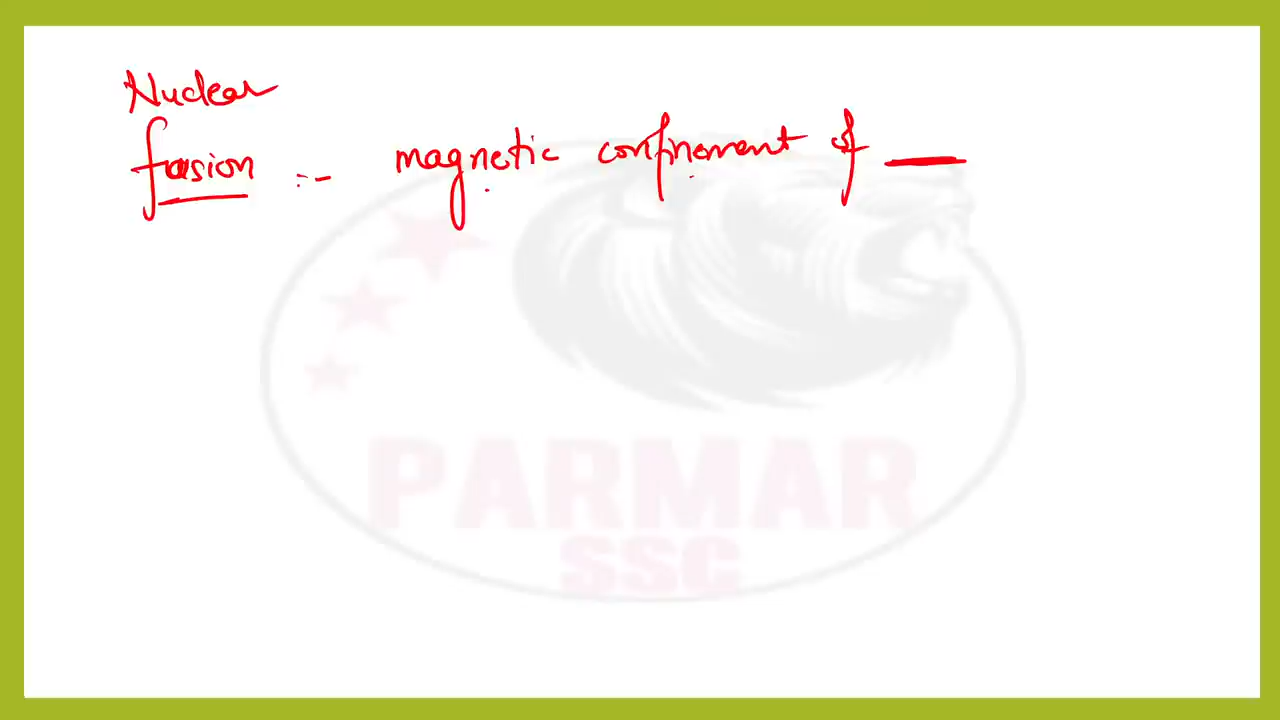 Nuclear
fusion :- magnetic confinement of ___
PARMAR
SSC